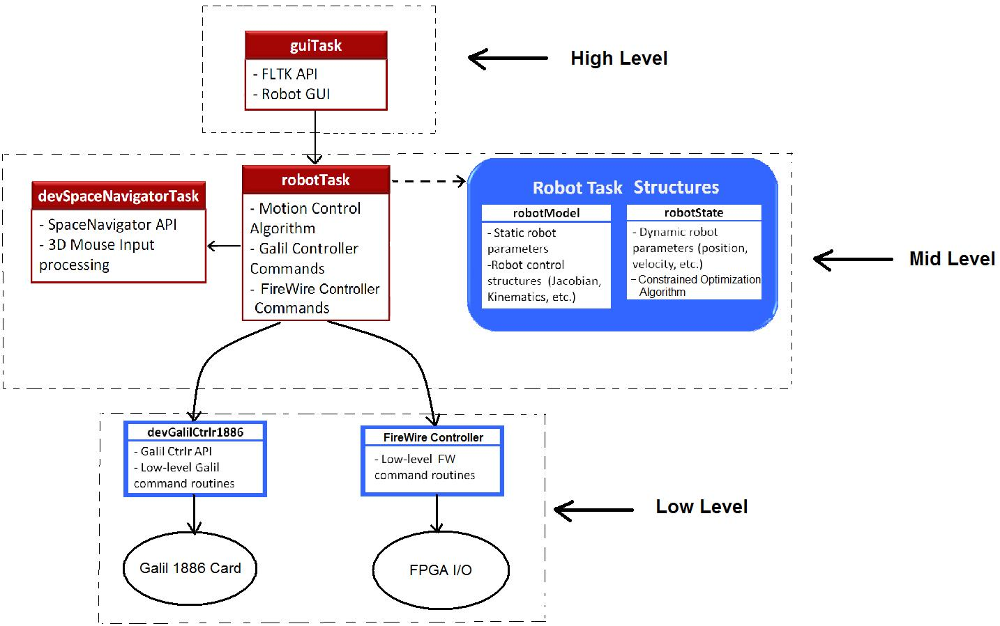 guiTask
- FLTK API
- Robot GUI
High Level
devSpaceNavigatorTask
- SpaceNavigator API
- 3D Mouse Input
processing
robotTask
- Motion Control
Algorithm
- Galil Controller
Commands
- FireWire Controller
Commands
Robot Task Structures
robotModel
- Static robot
parameters
-Robot control
structures (Jacobian,
Kinematics, etc.)
robotState
- Dynamic robot
parameters (position,
velocity, etc.)
- Constrained Optimization
Algorithm
Mid Level
devGalilCtrlr1886
- Galil Ctrlr API
- Low-level Galil
command routines
FireWire Controller
- Low-level FW
command routines
Low Level
Galil 1886 Card
FPGA I/O